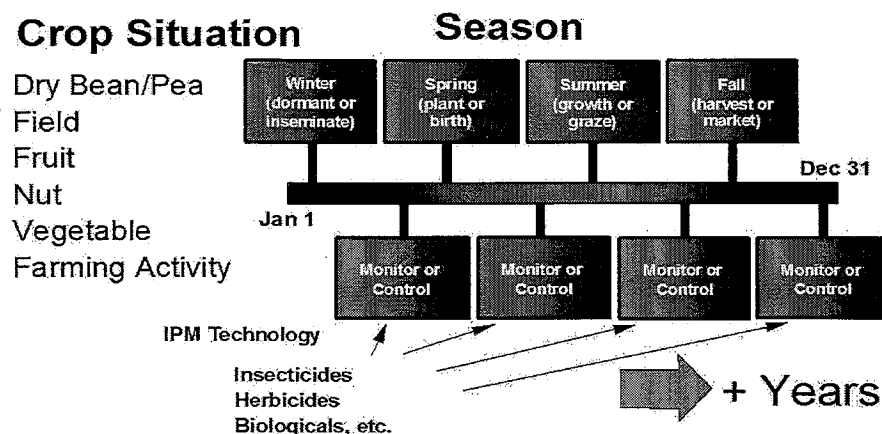 Crop Situation
Season
Dry Bean/Pea
Field
Fruit
Nut
Vegetable
Farming Activity
Winter
(dormant or
inseminate)
Spring
(plant or
birth)
Summer
(growth or
graze)
Fall
(harvest or
market)
Dec 31
Jan 1
Monitor or
Control
Monitor or
Control
Monitor or
Control
Monitor or
Control
IPM Technology
Insecticides
Herbicides
Biologicals, etc.
+ Years